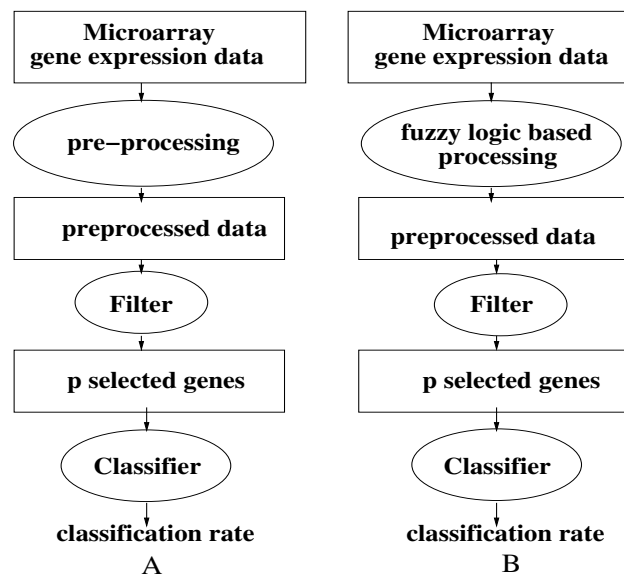 Microarray
gene expression data
pre−processing
preprocessed data
Filter
p selected genes
Classifier
classification rate
A
Microarray
gene expression data
fuzzy logic based
processing
preprocessed data
Filter
p selected genes
Classifier
classification rate
B